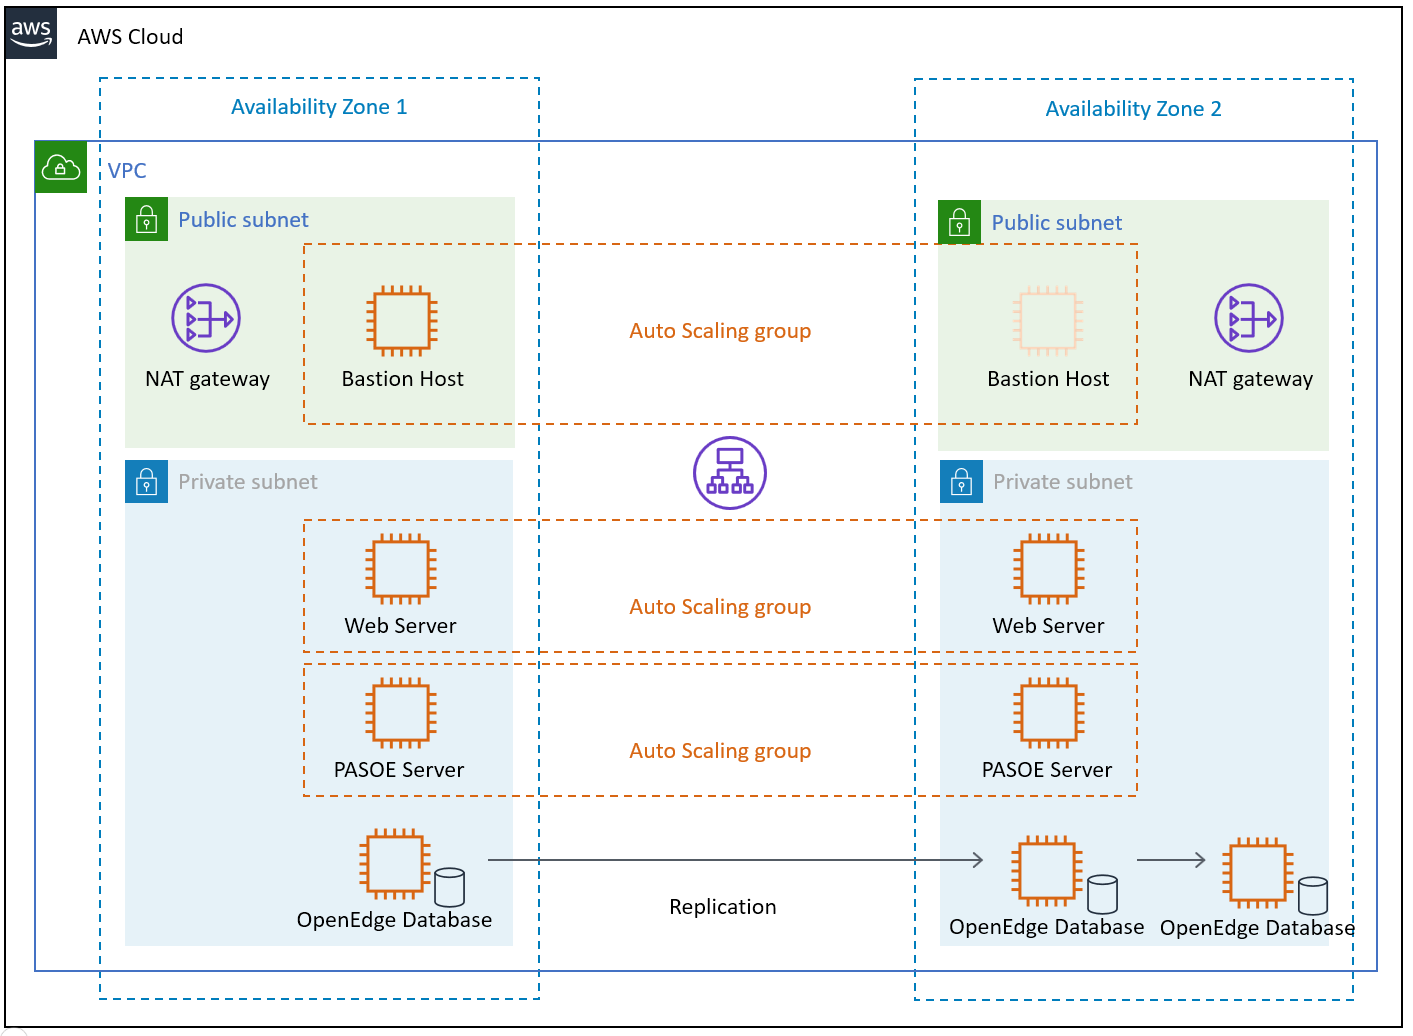 aws
AWS Cloud
Availability Zone 1
Availability Zone 2
VPC
Public subnet
Public subnet
NAT gateway
Bastion Host
Auto Scaling group
Bastion Host
NAT gateway
Private subnet
Private subnet
Web Server
Auto Scaling group
Web Server
PASOE Server
Auto Scaling group
PASOE Server
OpenEdge Database
Replication
OpenEdge Database
OpenEdge Database